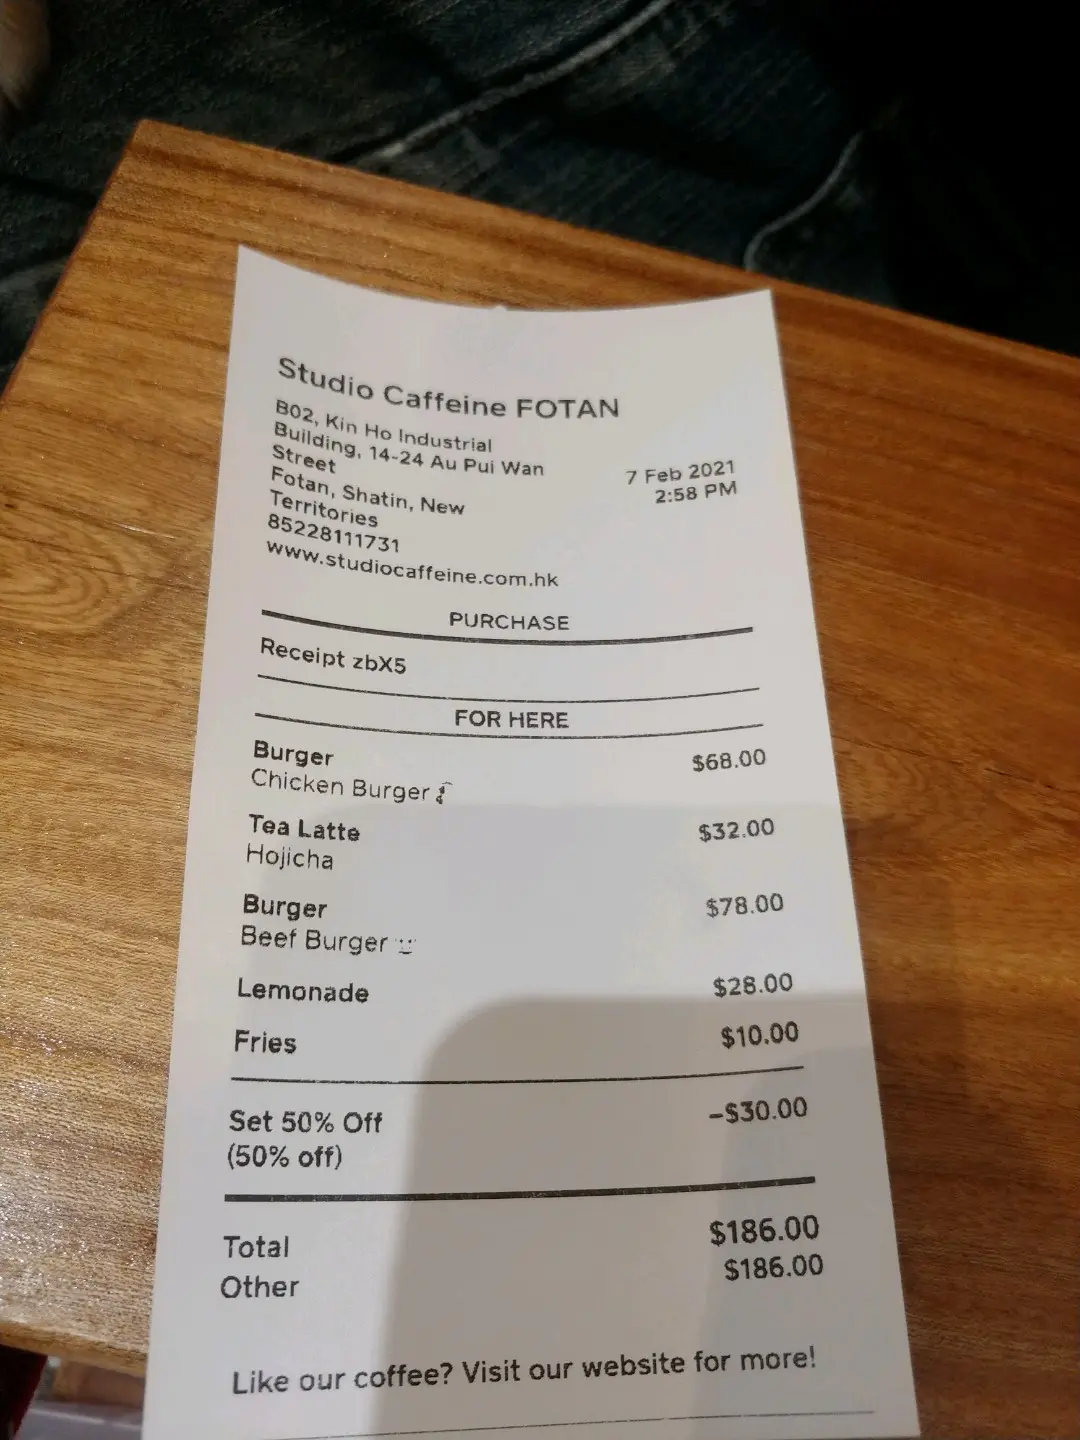 Studio Caffeine FOTAN
B02, Kin Ho Industrial
Building, 14-24 Au Pui Wan
Street
Fotan, Shatin, New
Territories
85228111731
www.studiocaffeine.com.hk
7 Feb 2021
2:58 PM
PURCHASE
Receipt zbX5
FOR HERE
Burger $68.00
Chicken Burger
Tea Latte $32.00
Hojicha
Burger $78.00
Beef Burger
Lemonade $28.00
Fries $10.00
Set 50% Off -$30.00
(50% off)
Total $186.00
Other $186.00
Like our coffee? Visit our website for more!